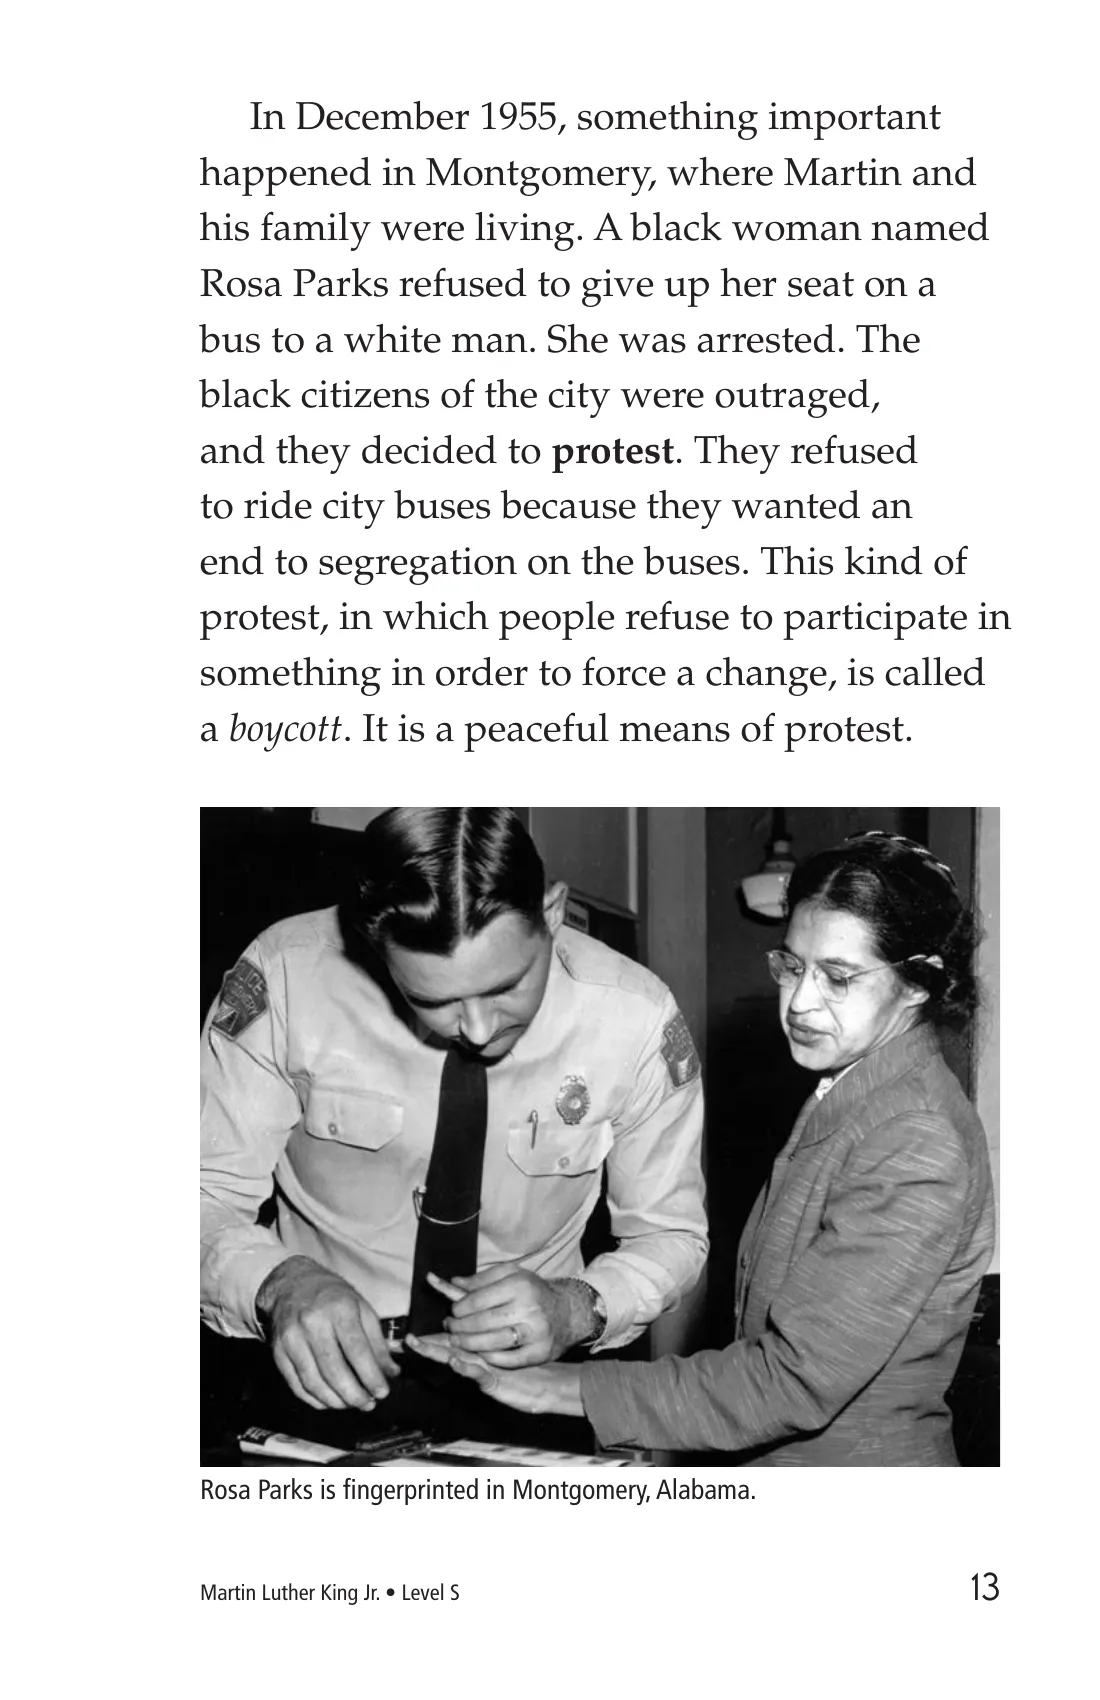 In December 1955, something important
happened in Montgomery, where Martin and
his family were living. A black woman named
Rosa Parks refused to give up her seat on a
bus to a white man. She was arrested. The
black citizens of the city were outraged,
and they decided to protest. They refused
to ride city buses because they wanted an
end to segregation on the buses. This kind of
protest, in which people refuse to participate in
something in order to force a change, is called
a boycott. It is a peaceful means of protest.
Rosa Parks is fingerprinted in Montgomery, Alabama.
Martin Luther King Jr. • Level S
13